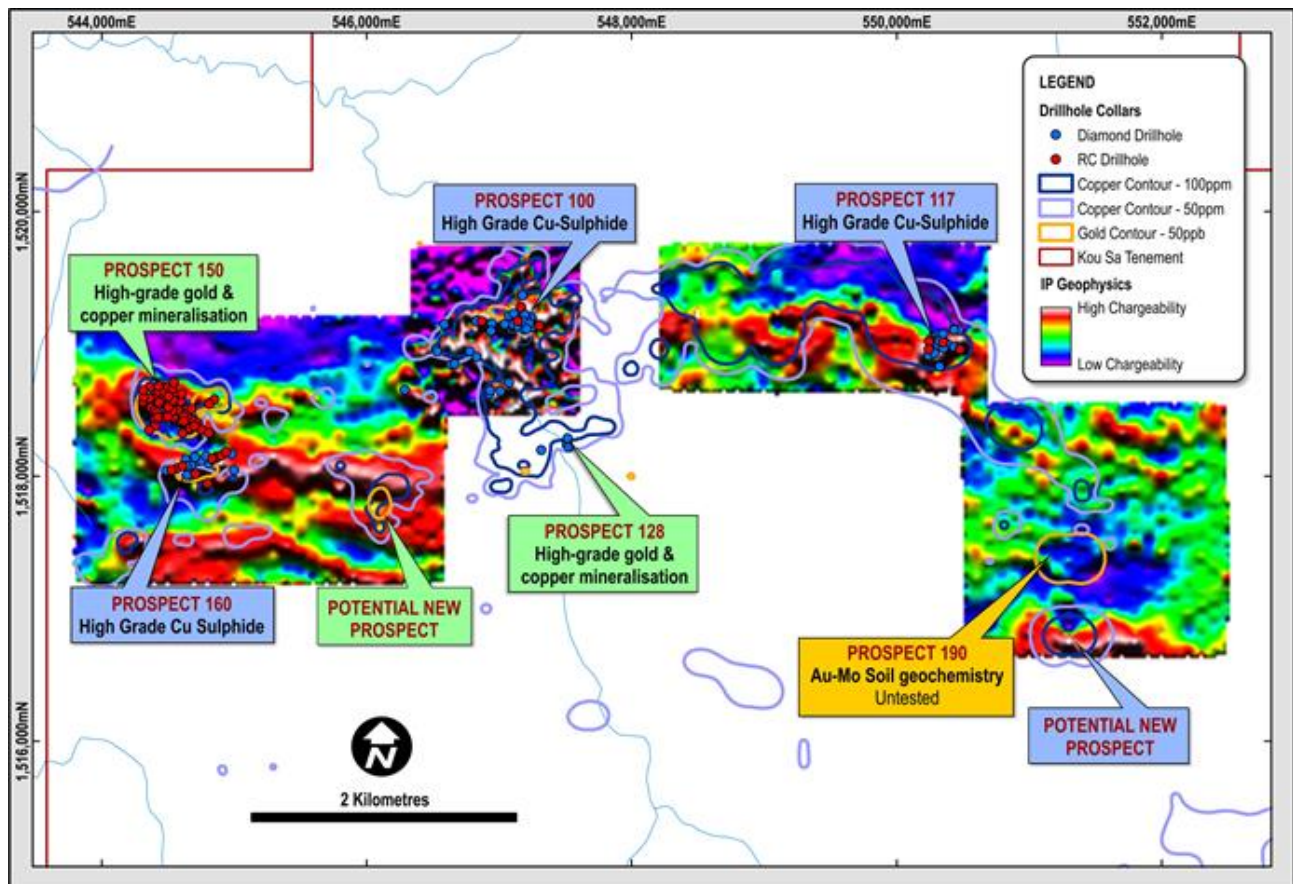 544,000mE
546,000mE
548,000mE
550,000mE
552,000mE
1,520,000mN
1,518,000mN
1,516,000mN
LEGEND
Drillhole Collars
Diamond Drillhole
RC Drillhole
Copper Contour - 100ppm
Copper Contour - 50ppm
Gold Contour - 50ppb
Kou Sa Tenement
IP Geophysics
High Chargeability
Low Chargeability
PROSPECT 100
High Grade Cu-Sulphide
PROSPECT 117
High Grade Cu-Sulphide
PROSPECT 150
High-grade gold &
copper mineralisation
PROSPECT 128
High-grade gold &
copper mineralisation
PROSPECT 160
High Grade Cu Sulphide
POTENTIAL NEW
PROSPECT
PROSPECT 190
Au-Mo Soil geochemistry
Untested
POTENTIAL NEW
PROSPECT
N
2 Kilometres